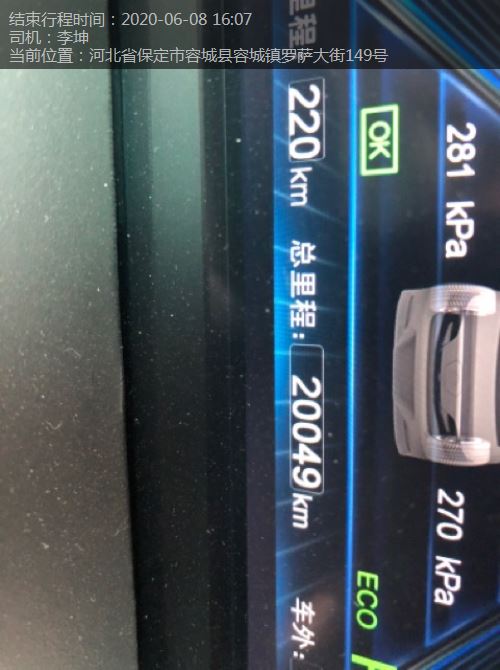 结束行程时间：2020-06-08 16:07
司机：李坤
当前位置：河北省保定市容城县容城镇罗萨大街149号
281 kPa
270 kPa
OK
ECO
里程
220 km
总里程：20049 km
车外：